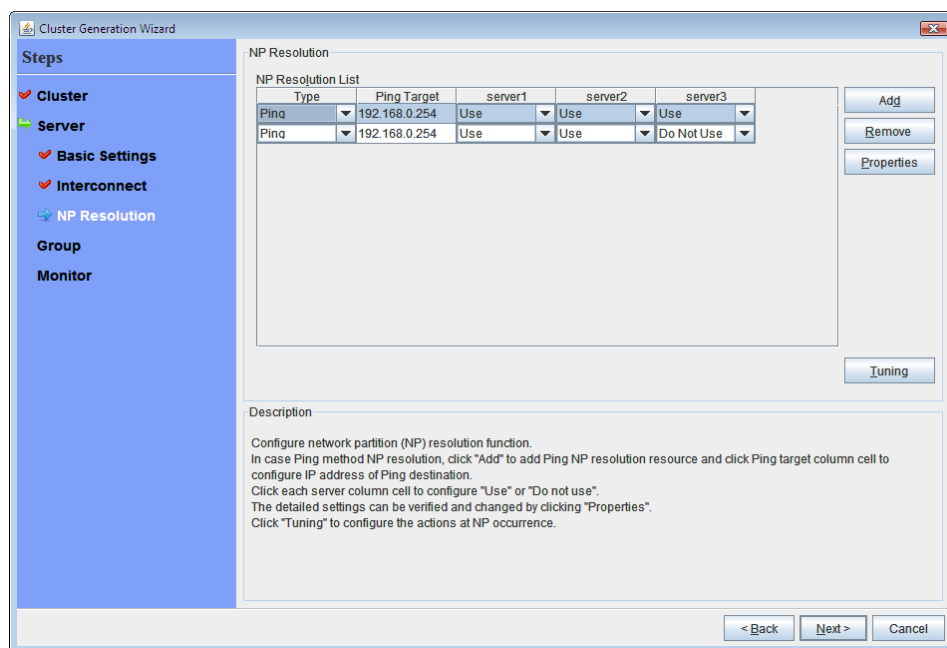 Cluster Generation Wizard
Steps
Cluster
Server
Basic Settings
Interconnect
NP Resolution
Group
Monitor
NP Resolution
NP Resolution List
Type Ping Target server1 server2 server3
Ping 192.168.0.254 Use Use Use
Ping 192.168.0.254 Use Use Do Not Use
Add
Remove
Properties
Tuning
Description
Configure network partition (NP) resolution function.
In case Ping method NP resolution, click "Add" to add Ping NP resolution resource and click Ping target column cell to
configure IP address of Ping destination.
Click each server column cell to configure "Use" or "Do not use".
The detailed settings can be verified and changed by clicking "Properties".
Click "Tuning" to configure the actions at NP occurrence.
< Back Next > Cancel